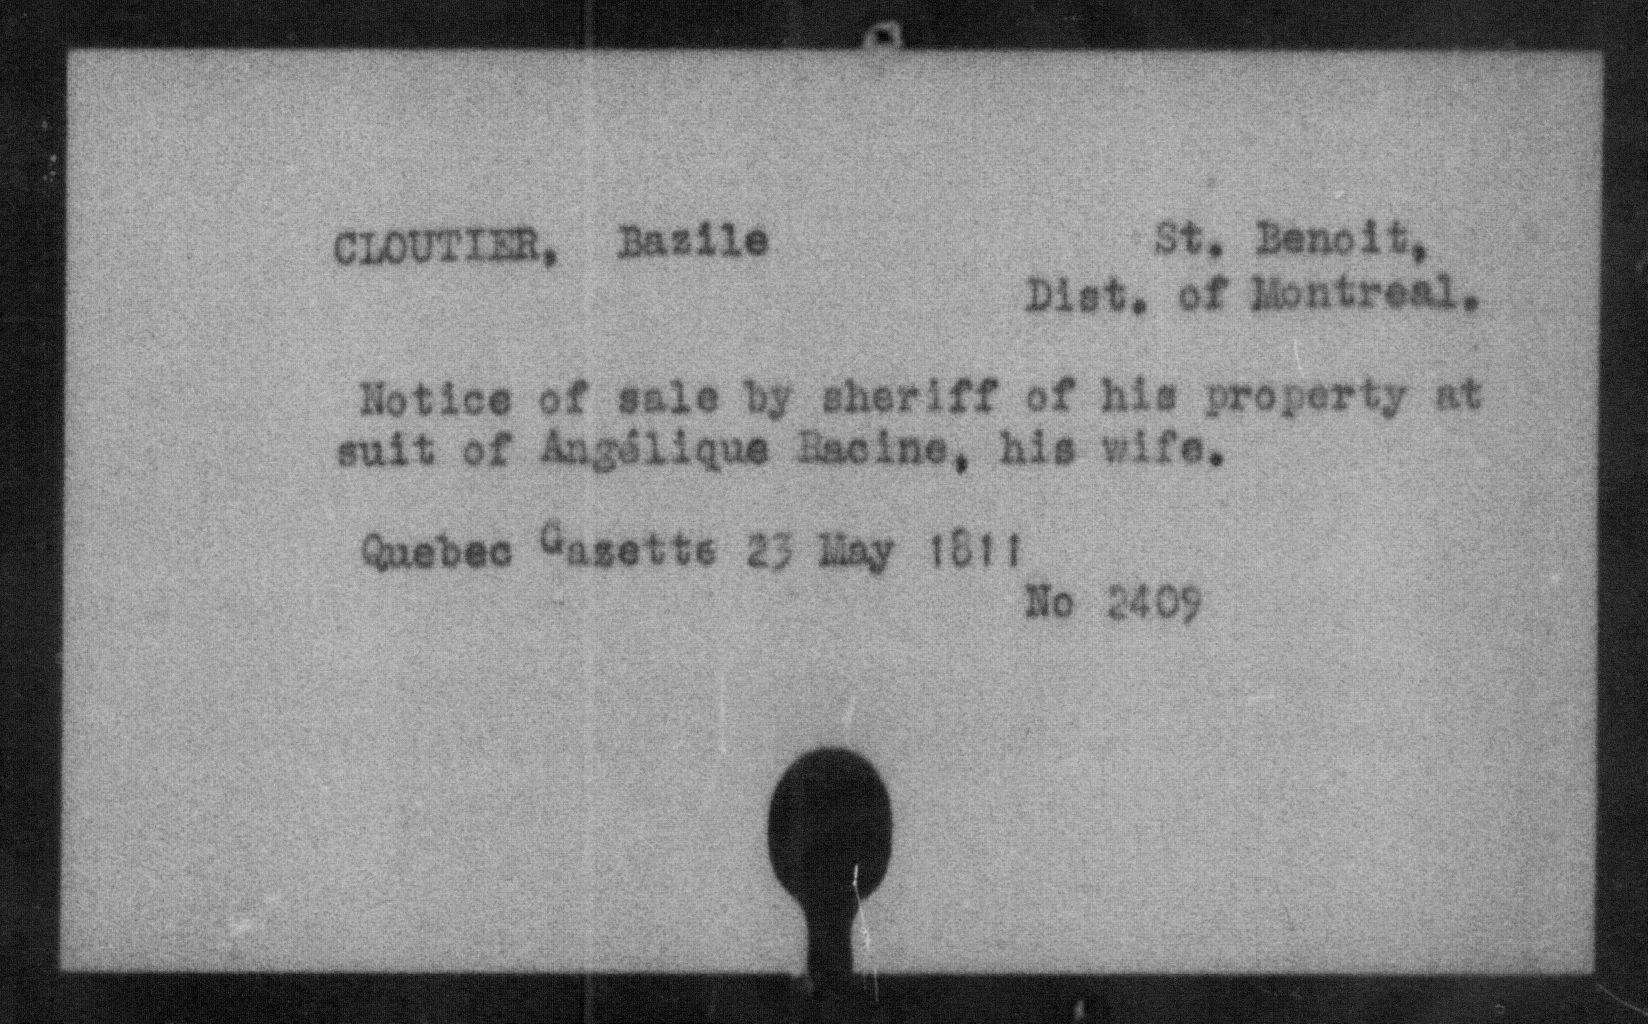 CLOUTIER, Bazile St. Benoit,
Dist. of Montreal.
Notice of sale by sheriff of his property at
suit of Angélique Racine, his wife.
Quebec Gazette 23 May 1811
No 2409